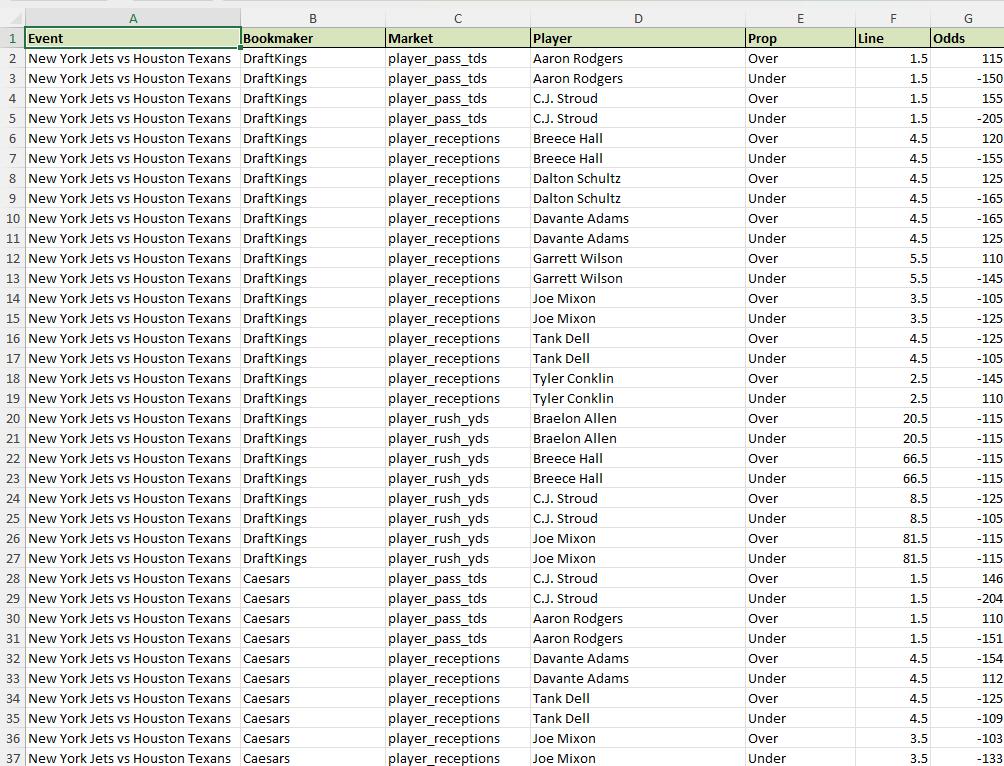 A B C D E F G
1 Event Bookmaker Market Player Prop Line Odds
2 New York Jets vs Houston Texans DraftKings player_pass_tds Aaron Rodgers Over 1.5 115
3 New York Jets vs Houston Texans DraftKings player_pass_tds Aaron Rodgers Under 1.5 -150
4 New York Jets vs Houston Texans DraftKings player_pass_tds C.J. Stroud Over 1.5 155
5 New York Jets vs Houston Texans DraftKings player_pass_tds C.J. Stroud Under 1.5 -205
6 New York Jets vs Houston Texans DraftKings player_receptions Breece Hall Over 4.5 120
7 New York Jets vs Houston Texans DraftKings player_receptions Breece Hall Under 4.5 -155
8 New York Jets vs Houston Texans DraftKings player_receptions Dalton Schultz Over 4.5 125
9 New York Jets vs Houston Texans DraftKings player_receptions Dalton Schultz Under 4.5 -165
10 New York Jets vs Houston Texans DraftKings player_receptions Davante Adams Over 4.5 -165
11 New York Jets vs Houston Texans DraftKings player_receptions Davante Adams Under 4.5 125
12 New York Jets vs Houston Texans DraftKings player_receptions Garrett Wilson Over 5.5 110
13 New York Jets vs Houston Texans DraftKings player_receptions Garrett Wilson Under 5.5 -145
14 New York Jets vs Houston Texans DraftKings player_receptions Joe Mixon Over 3.5 -105
15 New York Jets vs Houston Texans DraftKings player_receptions Joe Mixon Under 3.5 -125
16 New York Jets vs Houston Texans DraftKings player_receptions Tank Dell Over 4.5 -125
17 New York Jets vs Houston Texans DraftKings player_receptions Tank Dell Under 4.5 -105
18 New York Jets vs Houston Texans DraftKings player_receptions Tyler Conklin Over 2.5 -145
19 New York Jets vs Houston Texans DraftKings player_receptions Tyler Conklin Under 2.5 110
20 New York Jets vs Houston Texans DraftKings player_rush_yds Braelon Allen Over 20.5 -115
21 New York Jets vs Houston Texans DraftKings player_rush_yds Braelon Allen Under 20.5 -115
22 New York Jets vs Houston Texans DraftKings player_rush_yds Breece Hall Over 66.5 -115
23 New York Jets vs Houston Texans DraftKings player_rush_yds Breece Hall Under 66.5 -115
24 New York Jets vs Houston Texans DraftKings player_rush_yds C.J. Stroud Over 8.5 -125
25 New York Jets vs Houston Texans DraftKings player_rush_yds C.J. Stroud Under 8.5 -105
26 New York Jets vs Houston Texans DraftKings player_rush_yds Joe Mixon Over 81.5 -115
27 New York Jets vs Houston Texans DraftKings player_rush_yds Joe Mixon Under 81.5 -115
28 New York Jets vs Houston Texans Caesars player_pass_tds C.J. Stroud Over 1.5 146
29 New York Jets vs Houston Texans Caesars player_pass_tds C.J. Stroud Under 1.5 -204
30 New York Jets vs Houston Texans Caesars player_pass_tds Aaron Rodgers Over 1.5 110
31 New York Jets vs Houston Texans Caesars player_pass_tds Aaron Rodgers Under 1.5 -151
32 New York Jets vs Houston Texans Caesars player_receptions Davante Adams Over 4.5 -154
33 New York Jets vs Houston Texans Caesars player_receptions Davante Adams Under 4.5 112
34 New York Jets vs Houston Texans Caesars player_receptions Tank Dell Over 4.5 -125
35 New York Jets vs Houston Texans Caesars player_receptions Tank Dell Under 4.5 -109
36 New York Jets vs Houston Texans Caesars player_receptions Joe Mixon Over 3.5 -103
37 New York Jets vs Houston Texans Caesars player_receptions Joe Mixon Under 3.5 -133